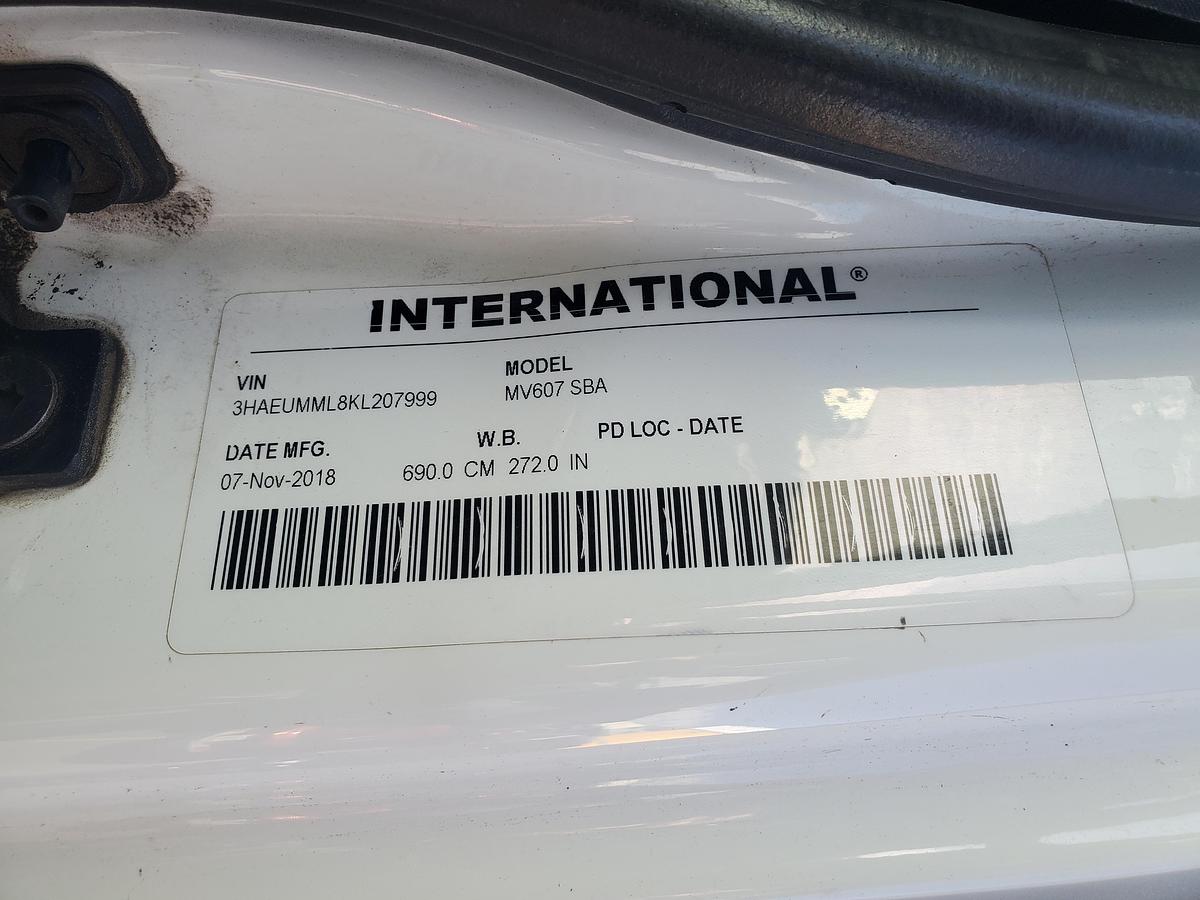 INTERNATIONAL®
VIN
3HAEUMML8KL207999
MODEL
MV607 SBA
DATE MFG.
07-Nov-2018
W.B.
690.0 CM 272.0 IN
PD LOC - DATE